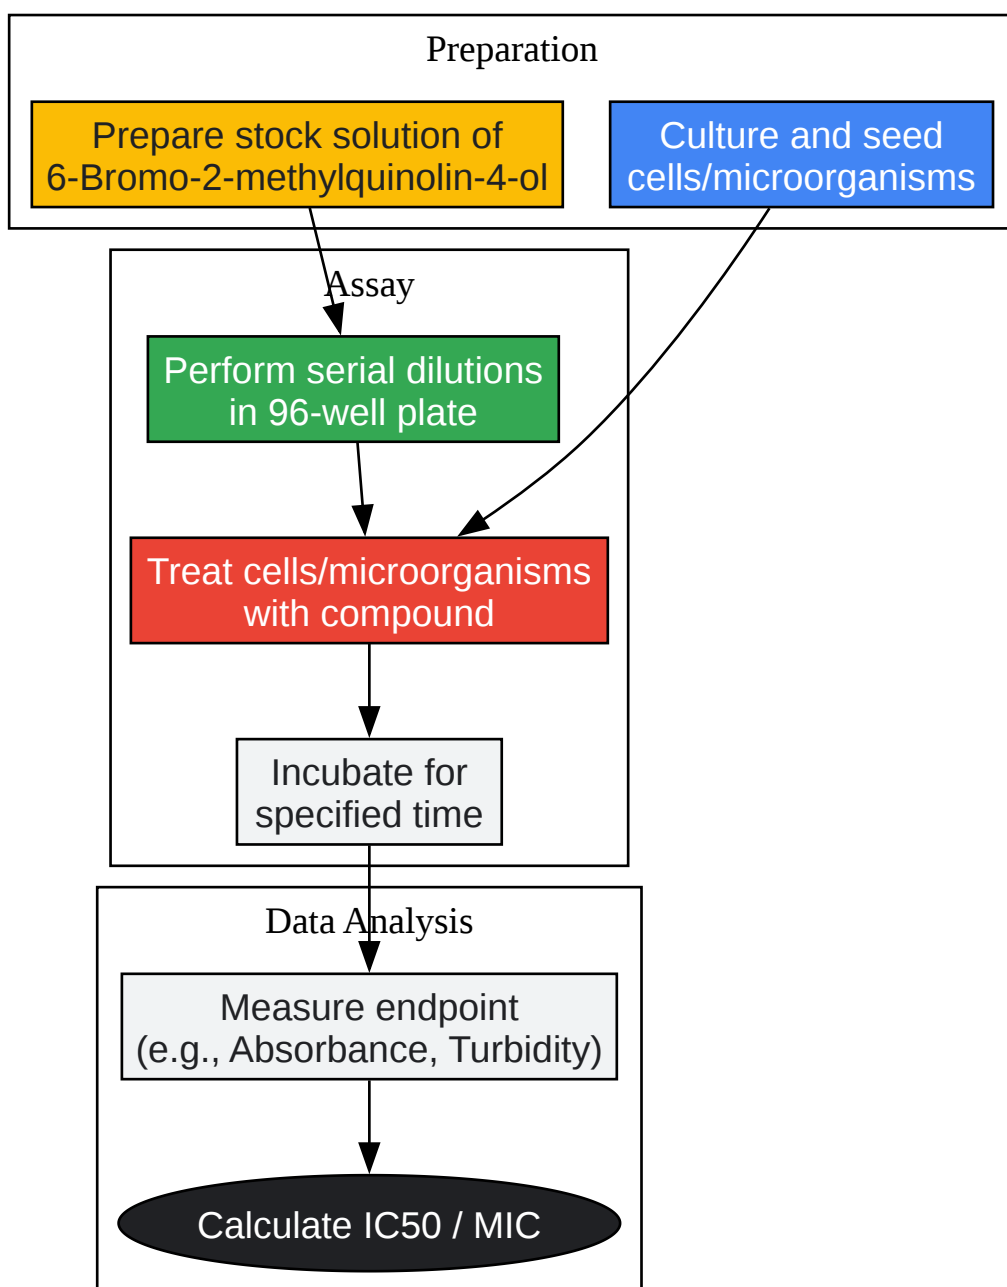 Preparation
Prepare stock solution of
6-Bromo-2-methylquinolin-4-ol
Culture and seed
cells/microorganisms
Assay
Perform serial dilutions
in 96-well plate
Treat cells/microorganisms
with compound
Incubate for
specified time
Data Analysis
Measure endpoint
(e.g., Absorbance, Turbidity)
Calculate IC50 / MIC